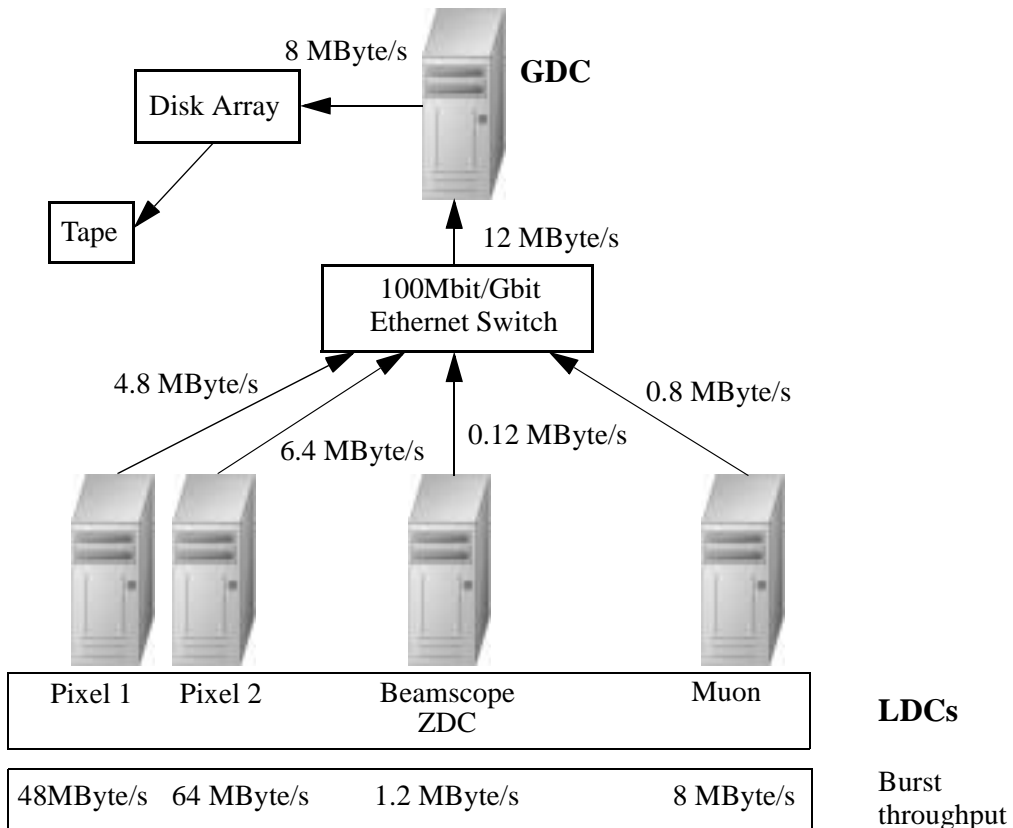 8 MByte/s
GDC
Disk Array
Tape
12 MByte/s
100Mbit/Gbit
Ethernet Switch
4.8 MByte/s
0.8 MByte/s
6.4 MByte/s
0.12 MByte/s
Pixel 1
Pixel 2
Beamscope
ZDC
Muon
LDCs
48MByte/s
64 MByte/s
1.2 MByte/s
8 MByte/s
Burst
throughput